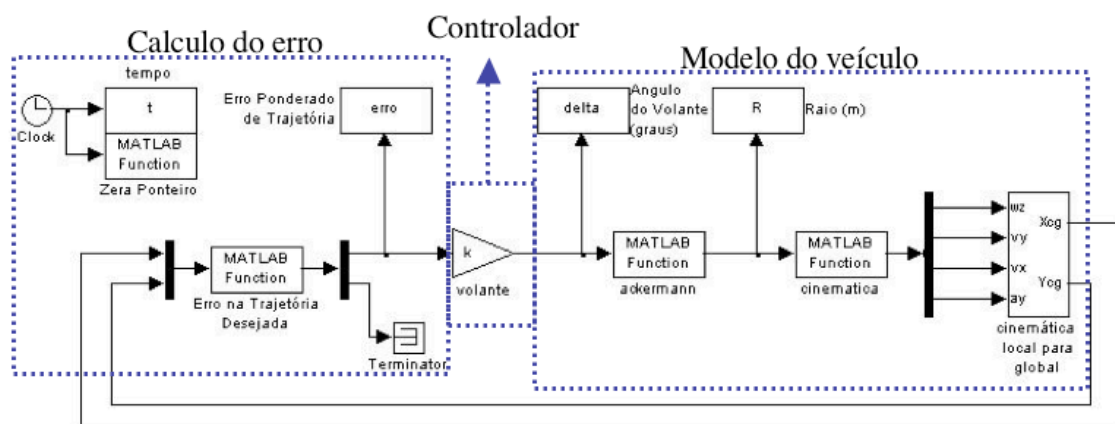 Calculo do erro
Controlador
Modelo do veículo
tempo
t
Clock
MATLAB
Function
Zera Ponteiro
Erro Ponderado
de Trajetória
erro
delta
Angulo
do Volante
(graus)
R
Raio (m)
MATLAB
Function
Erro na Trajetória
Desejada
Terminator
k
volante
MATLAB
Function
ackermann
MATLAB
Function
cinematica
wz
vy
vx
ay
Xcg
Ycg
cinemática
local para
global